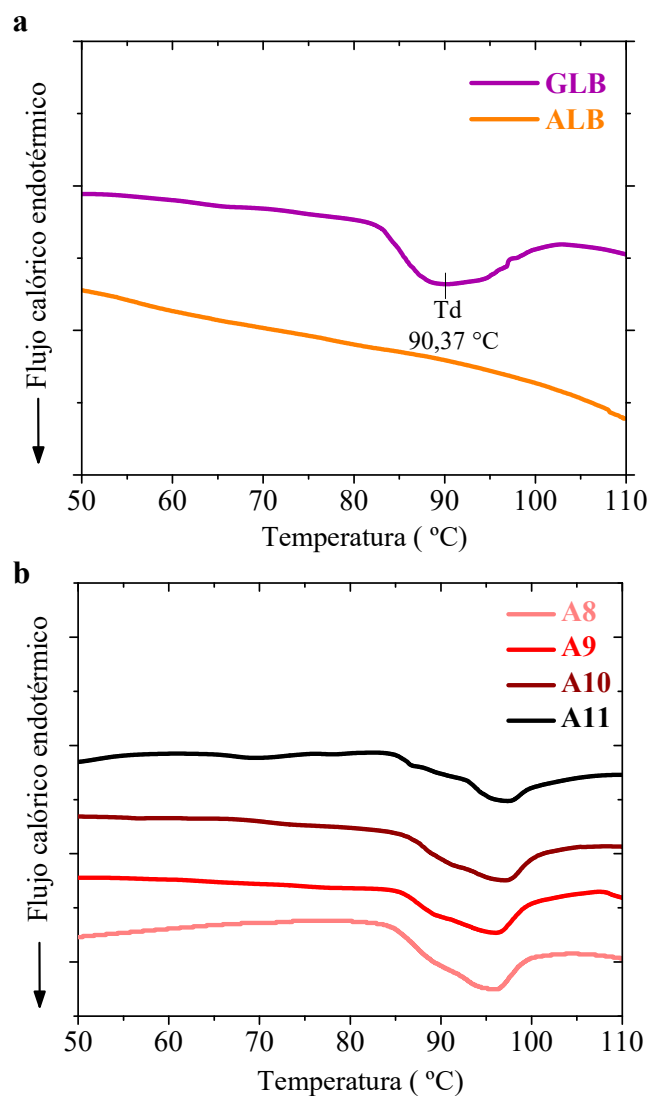 a
GLB
ALB
Td
90,37 °C
Flujo calórico endotérmico
50 60 70 80 90 100 110
Temperatura ( ºC)
b
A8
A9
A10
A11
Flujo calórico endotérmico
50 60 70 80 90 100 110
Temperatura ( ºC)